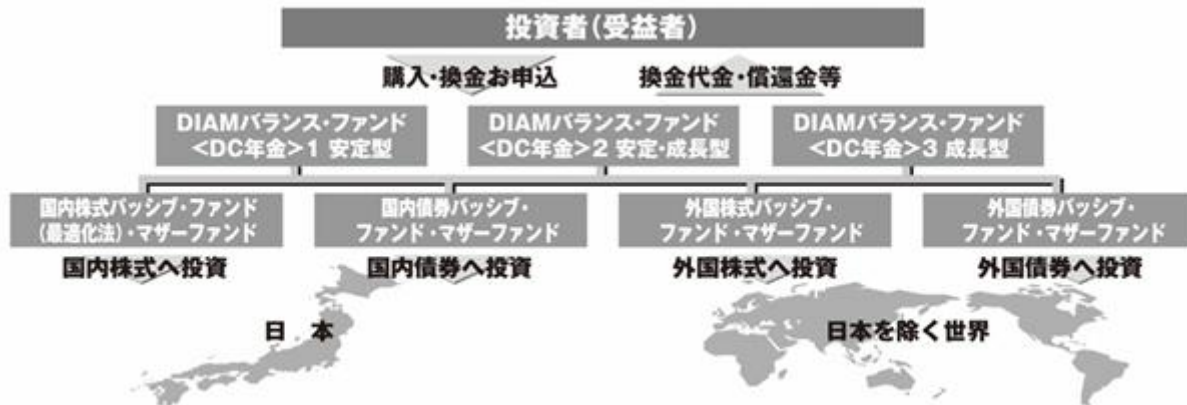 投資者(受益者)
購入・換金お申込
換金代金・償還金等
DIAMバランス・ファンド
<DC年金>1 安定型
DIAMバランス・ファンド
<DC年金>2 安定・成長型
DIAMバランス・ファンド
<DC年金>3 成長型
国内株式パッシブ・ファンド
(最適化法)・マザーファンド
国内債券パッシブ・
ファンド・マザーファンド
外国株式パッシブ・
ファンド・マザーファンド
外国債券パッシブ・
ファンド・マザーファンド
国内株式へ投資
国内債券へ投資
外国株式へ投資
外国債券へ投資
日 本
日本を除く世界